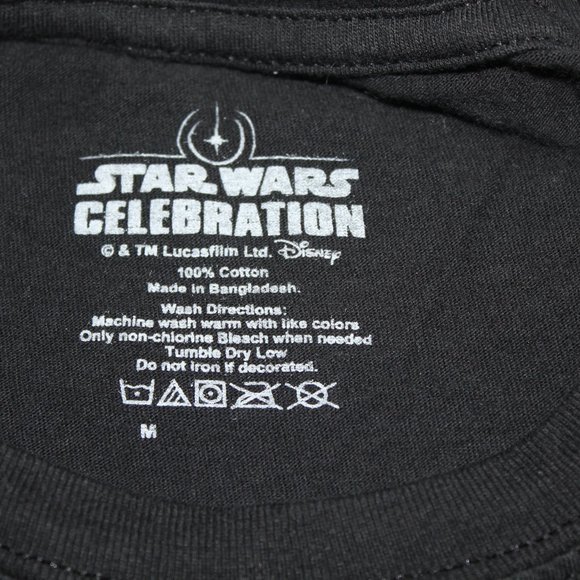 STAR WARS
CELEBRATION
© & TM Lucasfilm Ltd. Disney
100% Cotton
Made in Bangladesh.
Wash Directions:
Machine wash warm with like colors
Only non-chlorine Bleach when needed
Tumble Dry Low
Do not iron if decorated.
M